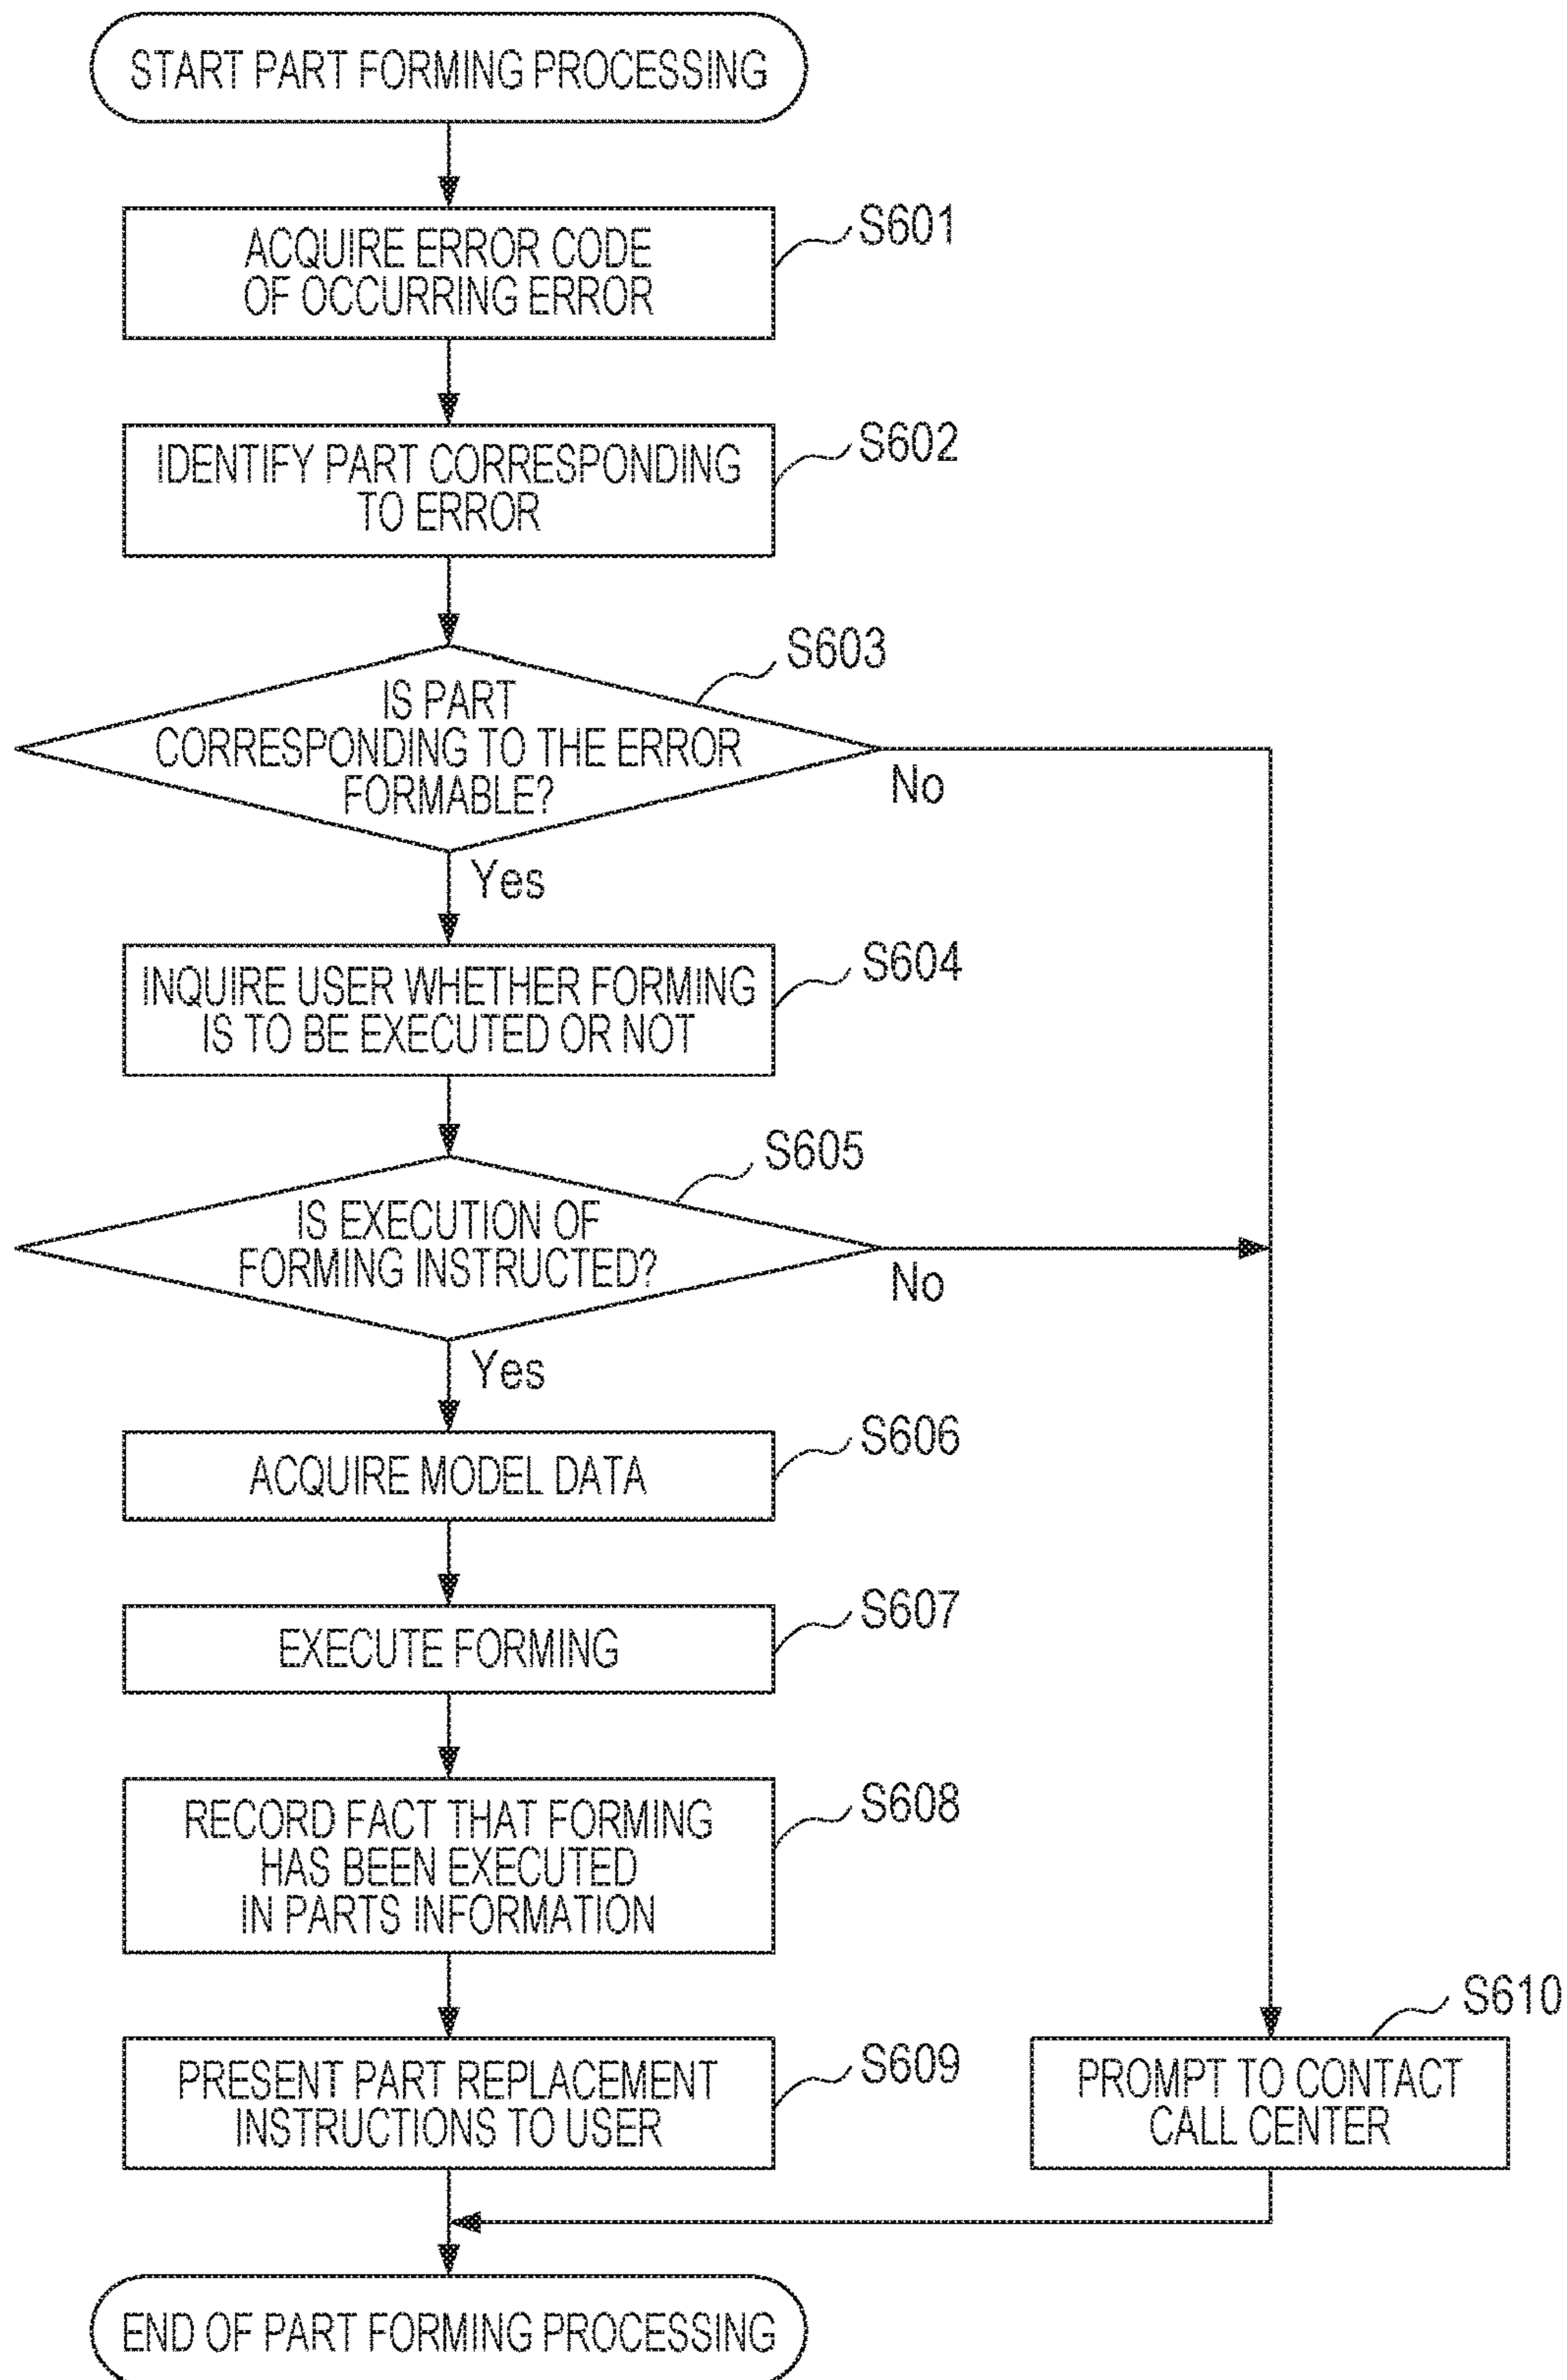 START PART FORMING PROCESSING
S601
ACQUIRE ERROR CODE
OF OCCURRING ERROR
S602
IDENTIFY PART CORRESPONDING
TO ERROR
S603
IS PART
CORRESPONDING TO THE ERROR
FORMABLE?
No
Yes
S604
INQUIRE USER WHETHER FORMING
IS TO BE EXECUTED OR NOT
S605
IS EXECUTION OF
FORMING INSTRUCTED?
No
Yes
S606
ACQUIRE MODEL DATA
S607
EXECUTE FORMING
S608
RECORD FACT THAT FORMING
HAS BEEN EXECUTED
IN PARTS INFORMATION
S609
PRESENT PART REPLACEMENT
INSTRUCTIONS TO USER
S610
PROMPT TO CONTACT
CALL CENTER
END OF PART FORMING PROCESSING